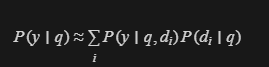 P(y | q) ≈ ∑ P(y | q, dᵢ)P(dᵢ | q)
i